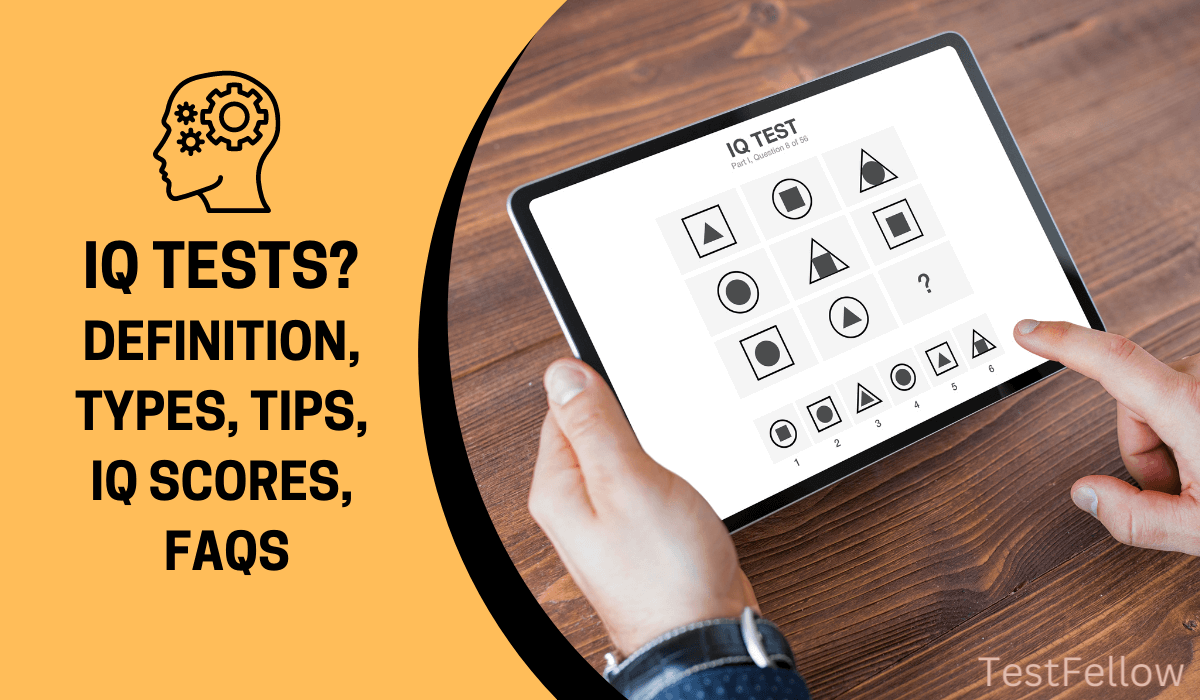 IQ TESTS?
DEFINITION,
TYPES, TIPS,
IQ SCORES,
FAQS
IQ TEST
Part I, Question 8 of 56
?
1 2 3 4 5 6
TestFellow